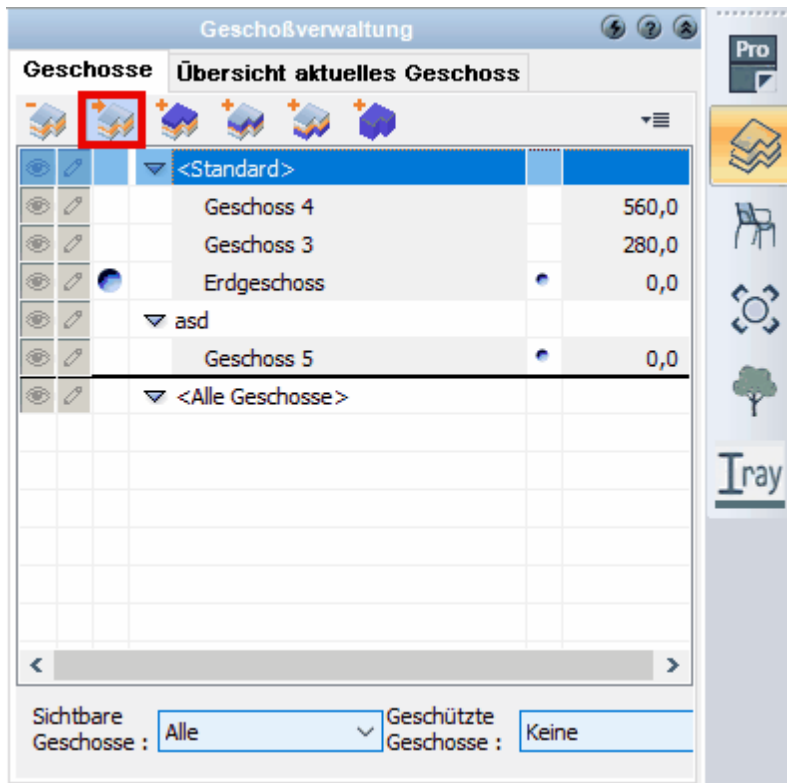 Geschoßverwaltung
Pro
Geschosse Übersicht aktuelles Geschoss
<Standard>
Geschoss 4 560,0
Geschoss 3 280,0
Erdgeschoss 0,0
asd
Geschoss 5 0,0
<Alle Geschosse>
Iray
Sichtbare Geschosse : Alle
Geschützte Geschosse : Keine